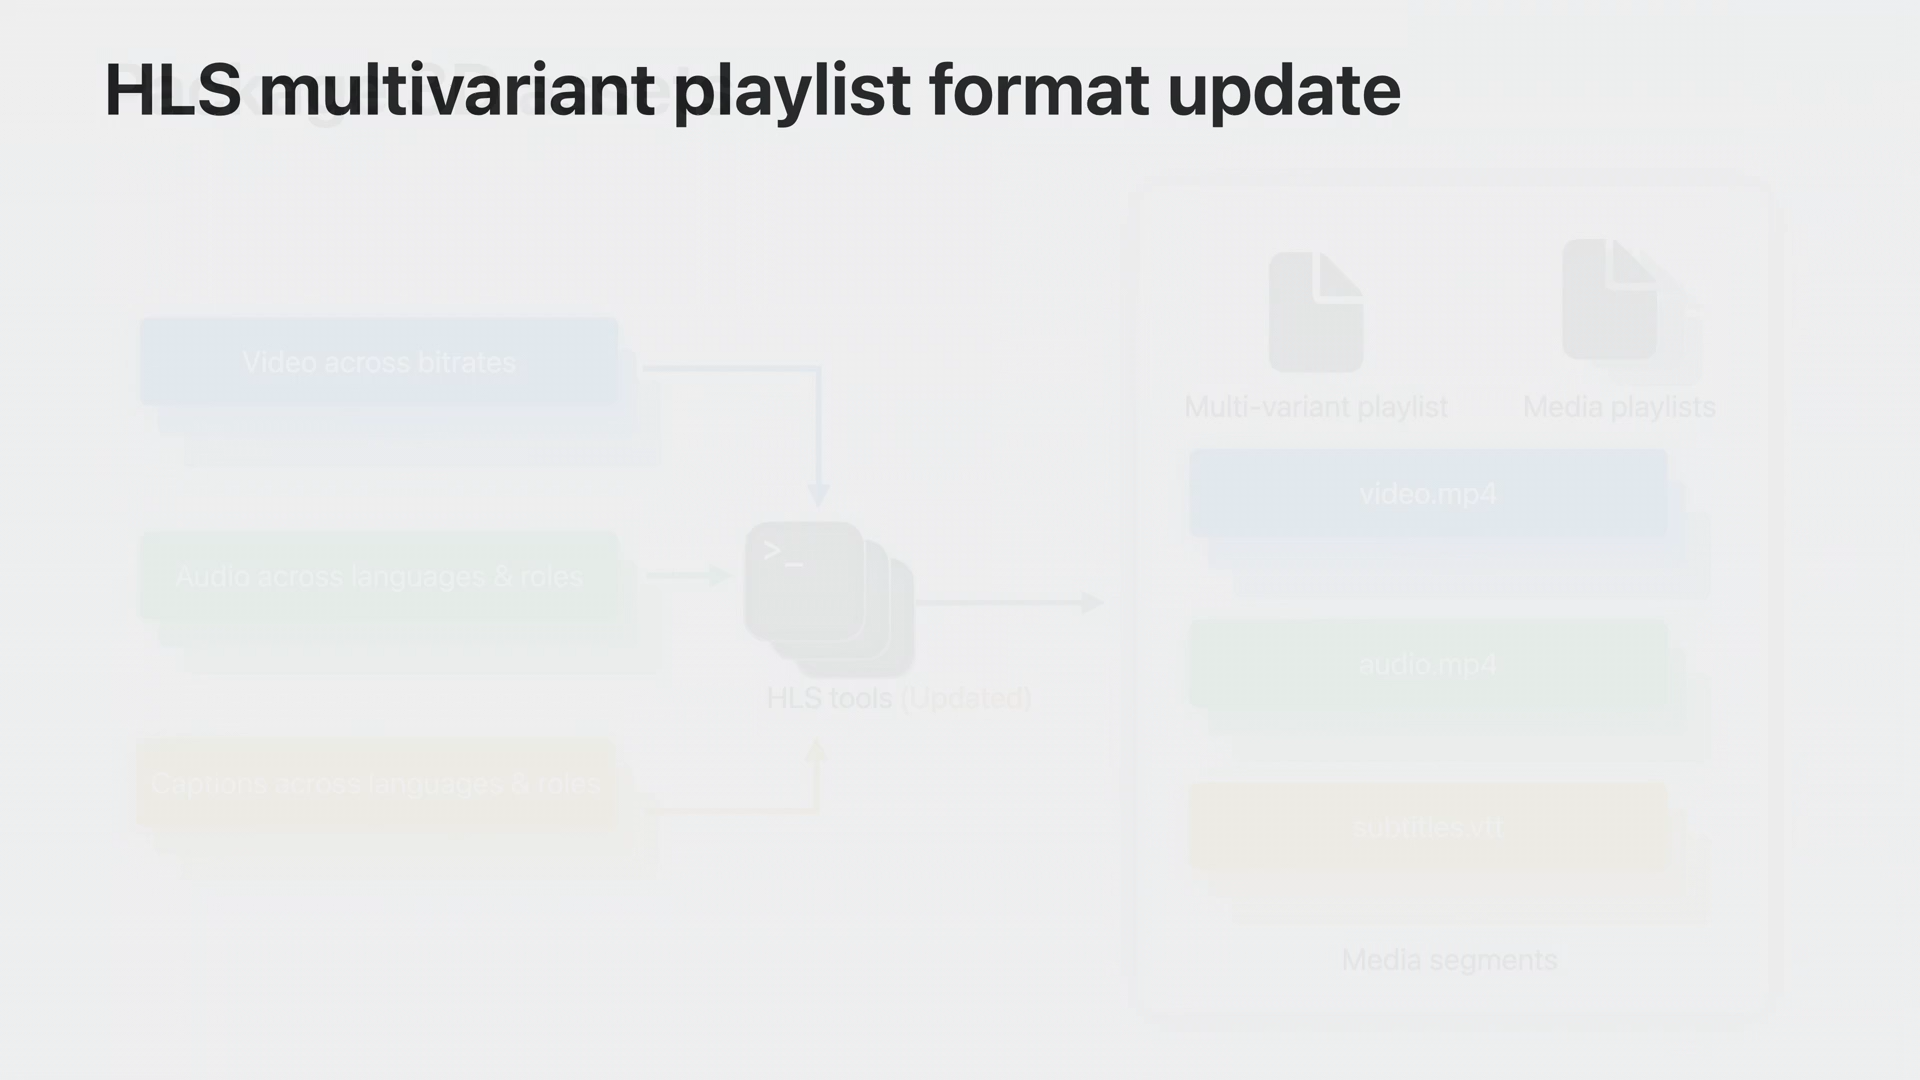 HLS multivariant playlist format update
Video across bitrates
Audio across languages & roles
Captions across languages & roles
>_
HLS tools (Updated)
Multi-variant playlist
Media playlists
video.mp4
audio.mp4
subtitles.vtt
Media segments